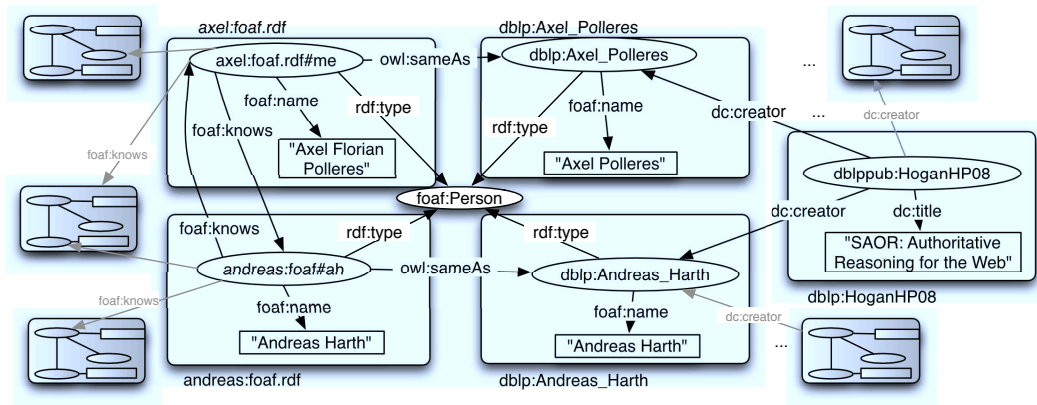 axel:foaf.rdf
dblp:Axel_Polleres
axel:foaf.rdf#me
owl:sameAs
dblp:Axel_Polleres
...
foaf:name
rdf:type
foaf:name
dc:creator
...
dc:creator
foaf:knows
rdf:type
"Axel Florian
Polleres"
"Axel Polleres"
foaf:knows
dblppub:HoganHP08
foaf:Person
dc:creator
dc:title
foaf:knows
rdf:type
rdf:type
"SAOR: Authoritative
Reasoning for the Web"
andreas:foaf#ah
owl:sameAs
dblp:Andreas_Harth
dblp:HoganHP08
foaf:knows
foaf:name
foaf:name
dc:creator
"Andreas Harth"
"Andreas Harth"
...
andreas:foaf.rdf
dblp:Andreas_Harth